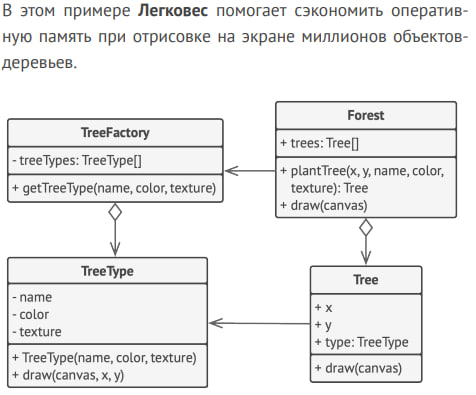 В этом примере Легковес помогает сэкономить оператив-
ную память при отрисовке на экране миллионов объектов-
деревьев.
TreeFactory
- treeTypes: TreeType[]
+ getTreeType(name, color, texture)
Forest
+ trees: Tree[]
+ plantTree(x, y, name, color,
texture): Tree
+ draw(canvas)
TreeType
- name
- color
- texture
+ TreeType(name, color, texture)
+ draw(canvas, x, y)
Tree
+ x
+ y
+ type: TreeType
+ draw(canvas)